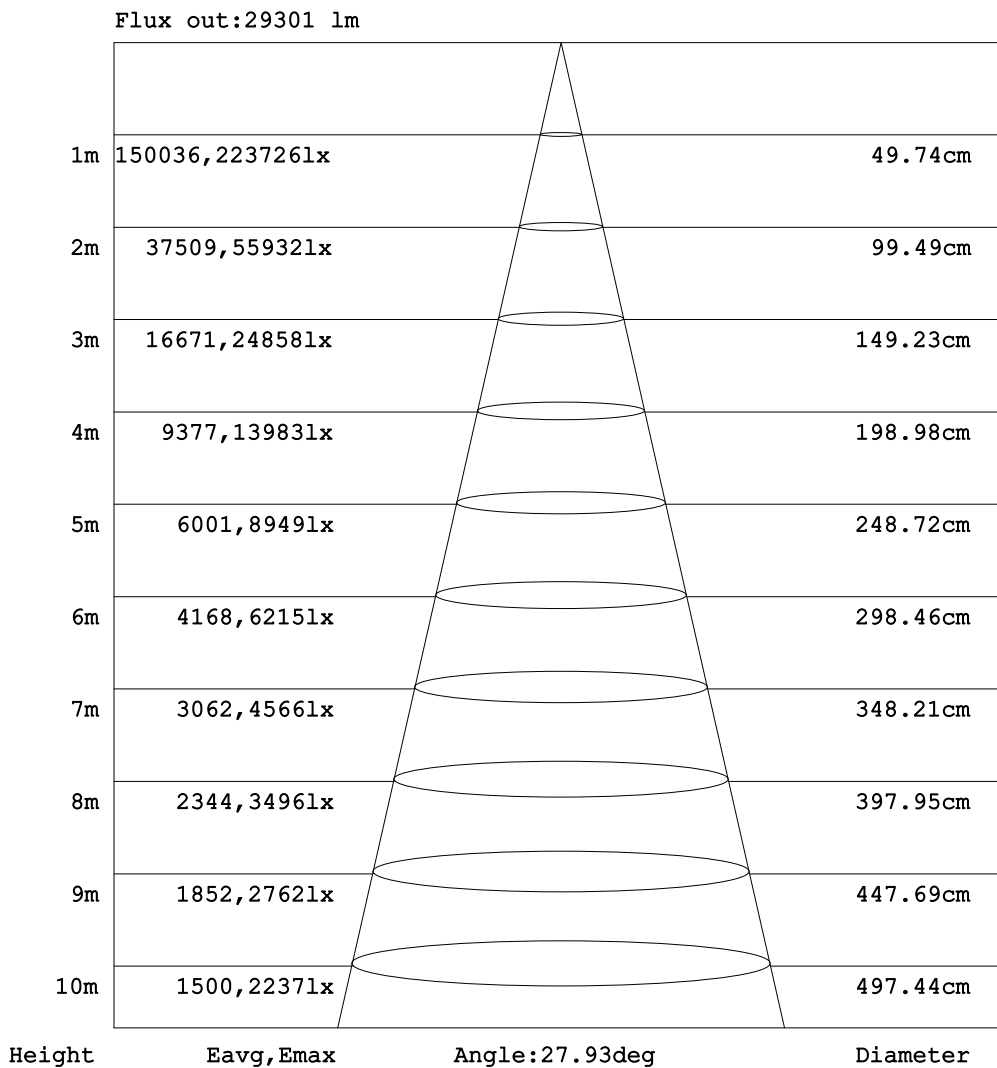 Flux out:29301 lm
1m 150036,223726lx 49.74cm
2m 37509,55932lx 99.49cm
3m 16671,24858lx 149.23cm
4m 9377,13983lx 198.98cm
5m 6001,8949lx 248.72cm
6m 4168,6215lx 298.46cm
7m 3062,4566lx 348.21cm
8m 2344,3496lx 397.95cm
9m 1852,2762lx 447.69cm
10m 1500,2237lx 497.44cm
Height Eavg,Emax Angle:27.93deg Diameter